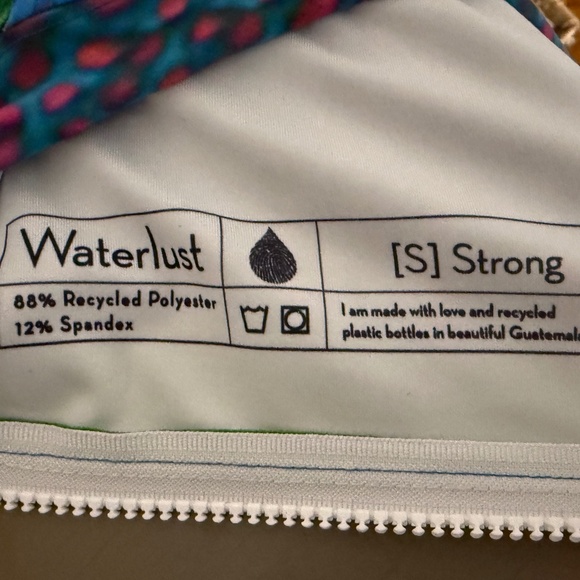 Waterlust
88% Recycled Polyester
12% Spandex
[S] Strong
I am made with love and recycled
plastic bottles in beautiful